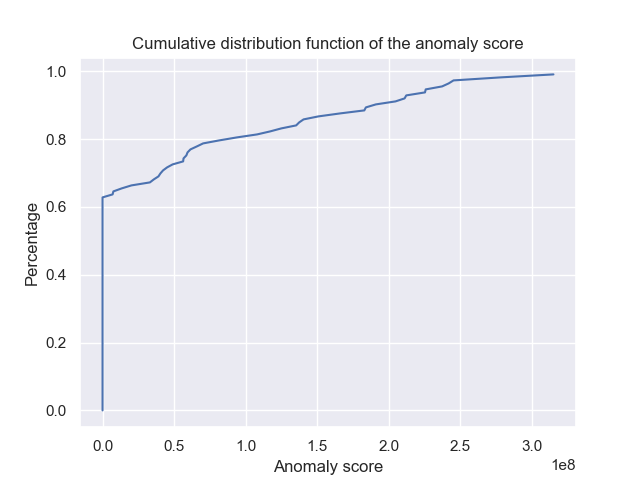 Cumulative distribution function of the anomaly score
1.0
0.8
0.6
0.4
0.2
0.0
Percentage
0.0 0.5 1.0 1.5 2.0 2.5 3.0
1e8
Anomaly score